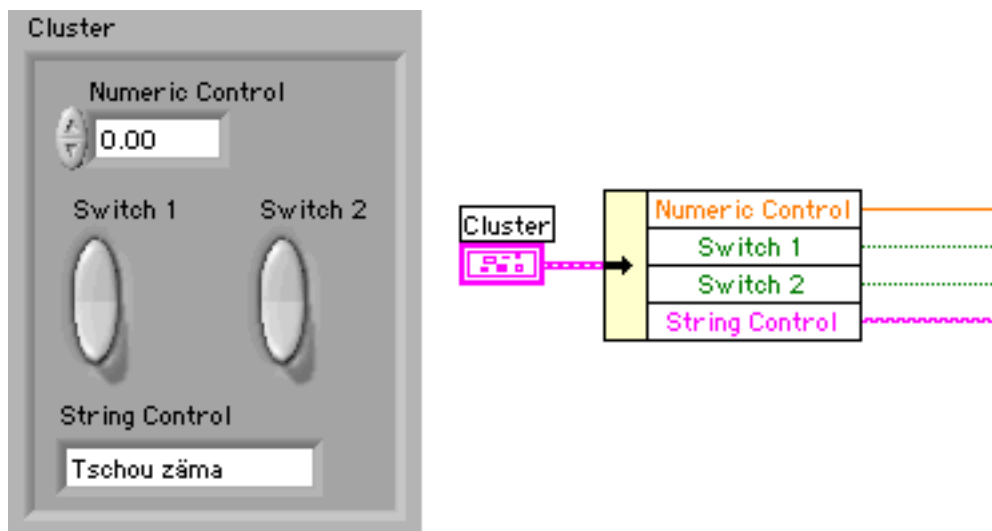 Cluster
Numeric Control
0.00
Switch 1 Switch 2
String Control
Tschou zäma
Cluster
Numeric Control
Switch 1
Switch 2
String Control